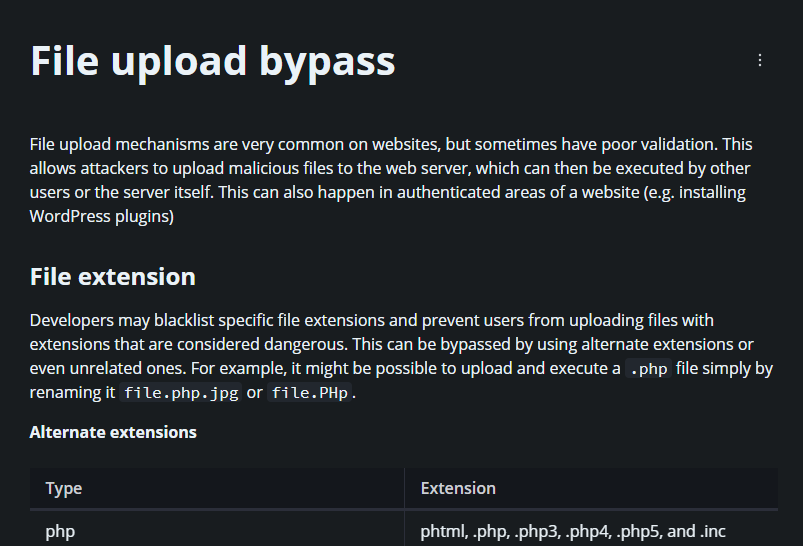 File upload bypass
File upload mechanisms are very common on websites, but sometimes have poor validation. This
allows attackers to upload malicious files to the web server, which can then be executed by other
users or the server itself. This can also happen in authenticated areas of a website (e.g. installing
WordPress plugins)
File extension
Developers may blacklist specific file extensions and prevent users from uploading files with
extensions that are considered dangerous. This can be bypassed by using alternate extensions or
even unrelated ones. For example, it might be possible to upload and execute a .php file simply by
renaming it file.php.jpg or file.PHp.
Alternate extensions
Type Extension
php phtml, .php, .php3, .php4, .php5, and .inc